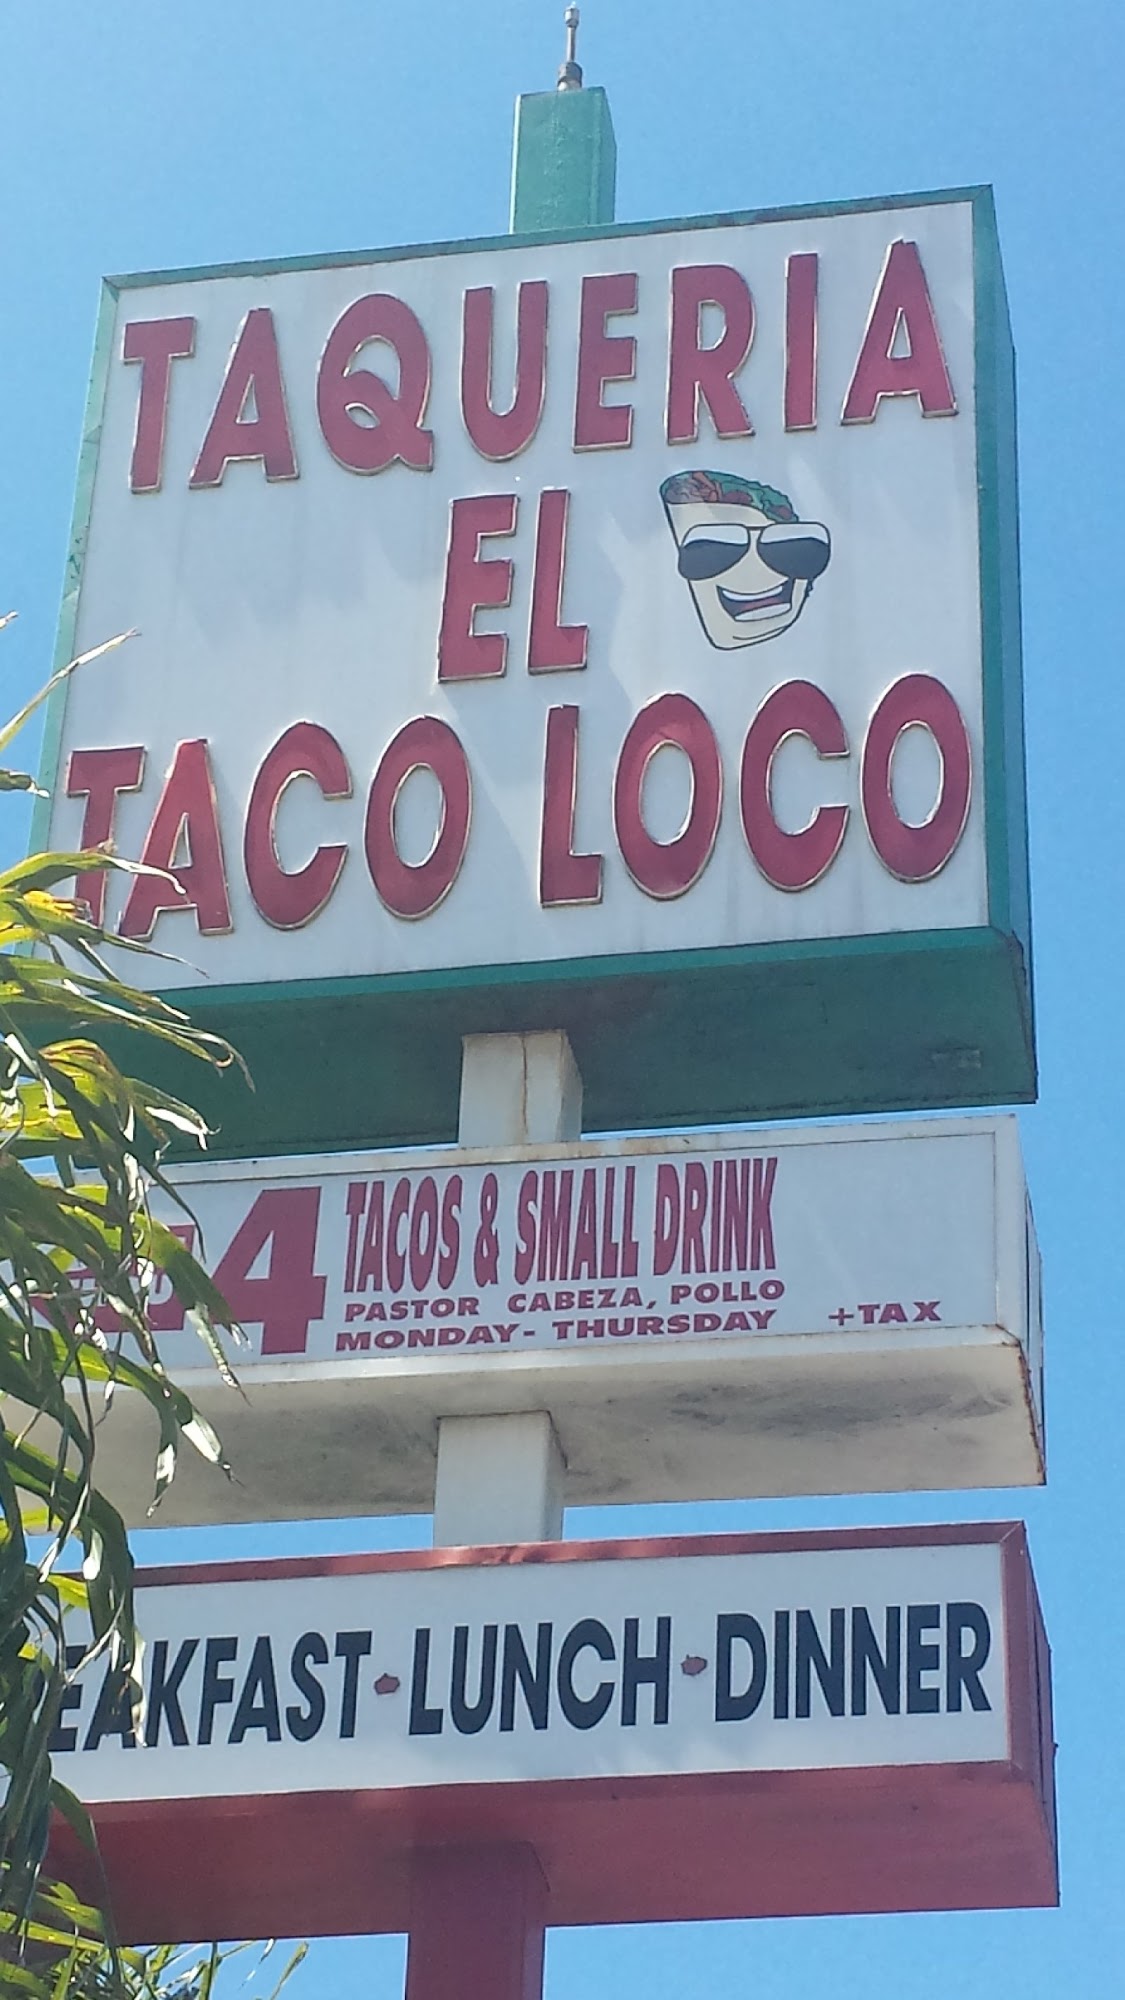 TAQUERIA
EL
TACO LOCO
4 TACOS & SMALL DRINK
PASTOR CABEZA, POLLO
MONDAY- THURSDAY +TAX
EAKFAST·LUNCH·DINNER